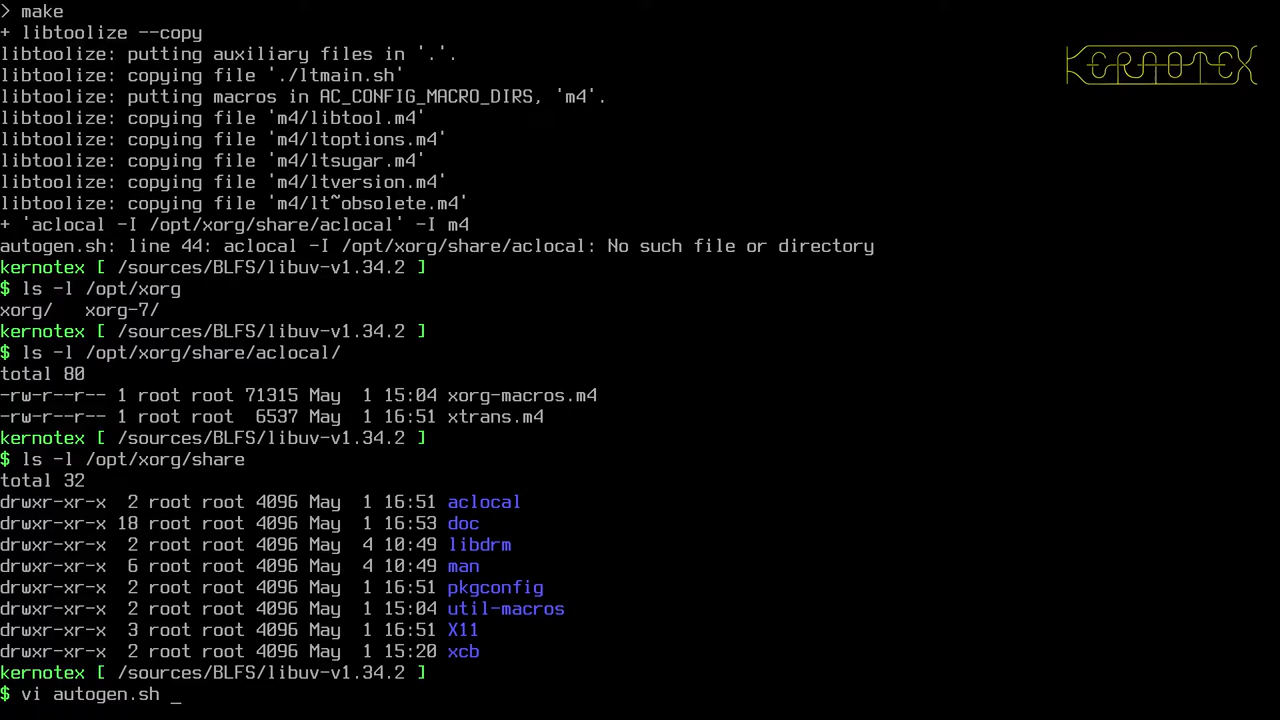 > make
+ libtoolize --copy
libtoolize: putting auxiliary files in '.'.
libtoolize: copying file './ltmain.sh'
libtoolize: putting macros in AC_CONFIG_MACRO_DIRS, 'm4'.
libtoolize: copying file 'm4/libtool.m4'
libtoolize: copying file 'm4/ltoptions.m4'
libtoolize: copying file 'm4/ltsugar.m4'
libtoolize: copying file 'm4/ltversion.m4'
libtoolize: copying file 'm4/lt~obsolete.m4'
+ 'aclocal -I /opt/xorg/share/aclocal' -I m4
autogen.sh: line 44: aclocal -I /opt/xorg/share/aclocal: No such file or directory
kernotex [ /sources/BLFS/libuv-v1.34.2 ]
$ ls -l /opt/xorg
xorg/   xorg-7/
kernotex [ /sources/BLFS/libuv-v1.34.2 ]
$ ls -l /opt/xorg/share/aclocal/
total 80
-rw-r--r-- 1 root root 71315 May  1 15:04 xorg-macros.m4
-rw-r--r-- 1 root root  6537 May  1 16:51 xtrans.m4
kernotex [ /sources/BLFS/libuv-v1.34.2 ]
$ ls -l /opt/xorg/share
total 32
drwxr-xr-x  2 root root 4096 May  1 16:51 aclocal
drwxr-xr-x 18 root root 4096 May  1 16:53 doc
drwxr-xr-x  2 root root 4096 May  4 10:49 libdrm
drwxr-xr-x  6 root root 4096 May  4 10:49 man
drwxr-xr-x  2 root root 4096 May  1 16:51 pkgconfig
drwxr-xr-x  2 root root 4096 May  1 15:04 util-macros
drwxr-xr-x  3 root root 4096 May  1 16:51 X11
drwxr-xr-x  2 root root 4096 May  1 15:20 xcb
kernotex [ /sources/BLFS/libuv-v1.34.2 ]
$ vi autogen.sh _
KERNOTEX